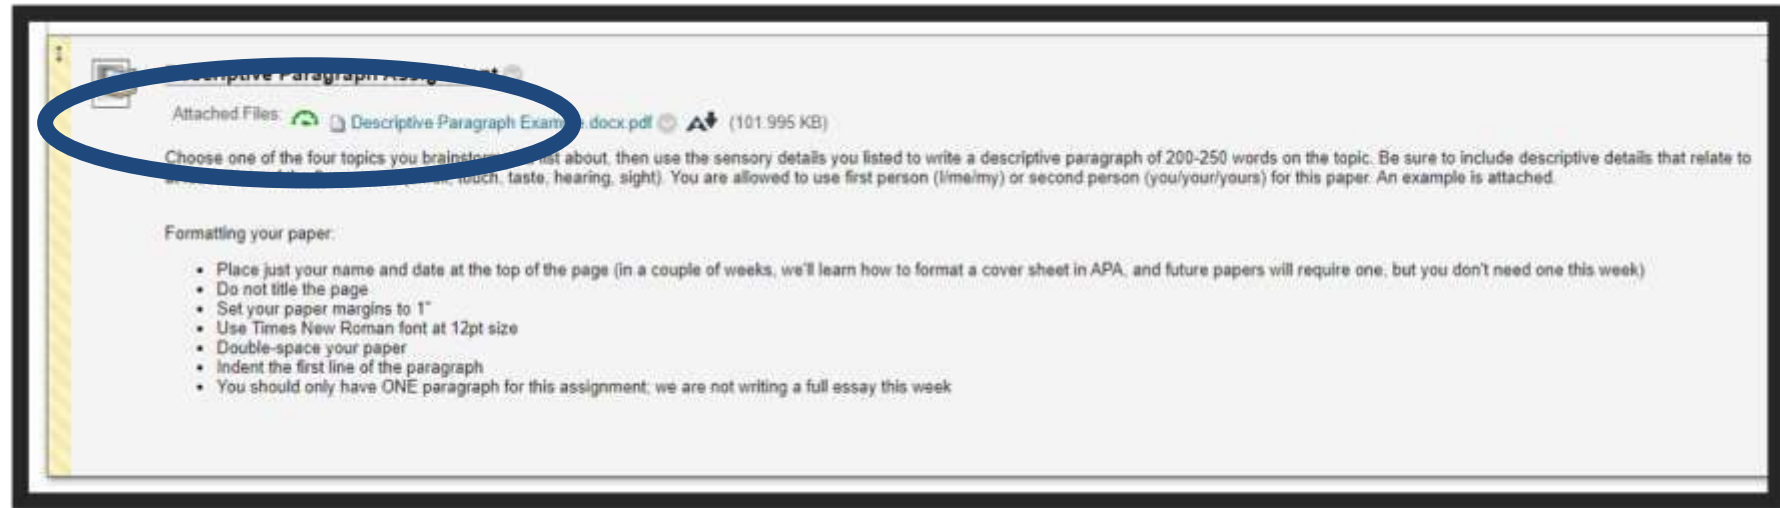 Descriptive Paragraph Assignment
Attached Files: Descriptive Paragraph Example.docx.pdf (101.995 KB)
Choose one of the four topics you about, then use the sensory details you listed to write a descriptive paragraph of 200-250 words on the topic. Be sure to include descriptive details that relate to
touch, taste, hearing, sight). You are allowed to use first person (I/me/my) or second person (you/your/yours) for this paper. An example is attached.
Formatting your paper:
• Place just your name and date at the top of the page (in a couple of weeks, we'll learn how to format a cover sheet in APA, and future papers will require one, but you don't need one this week)
• Do not title the page
• Set your paper margins to 1"
• Use Times New Roman font at 12pt size
• Double-space your paper
• Indent the first line of the paragraph
• You should only have ONE paragraph for this assignment; we are not writing a full essay this week